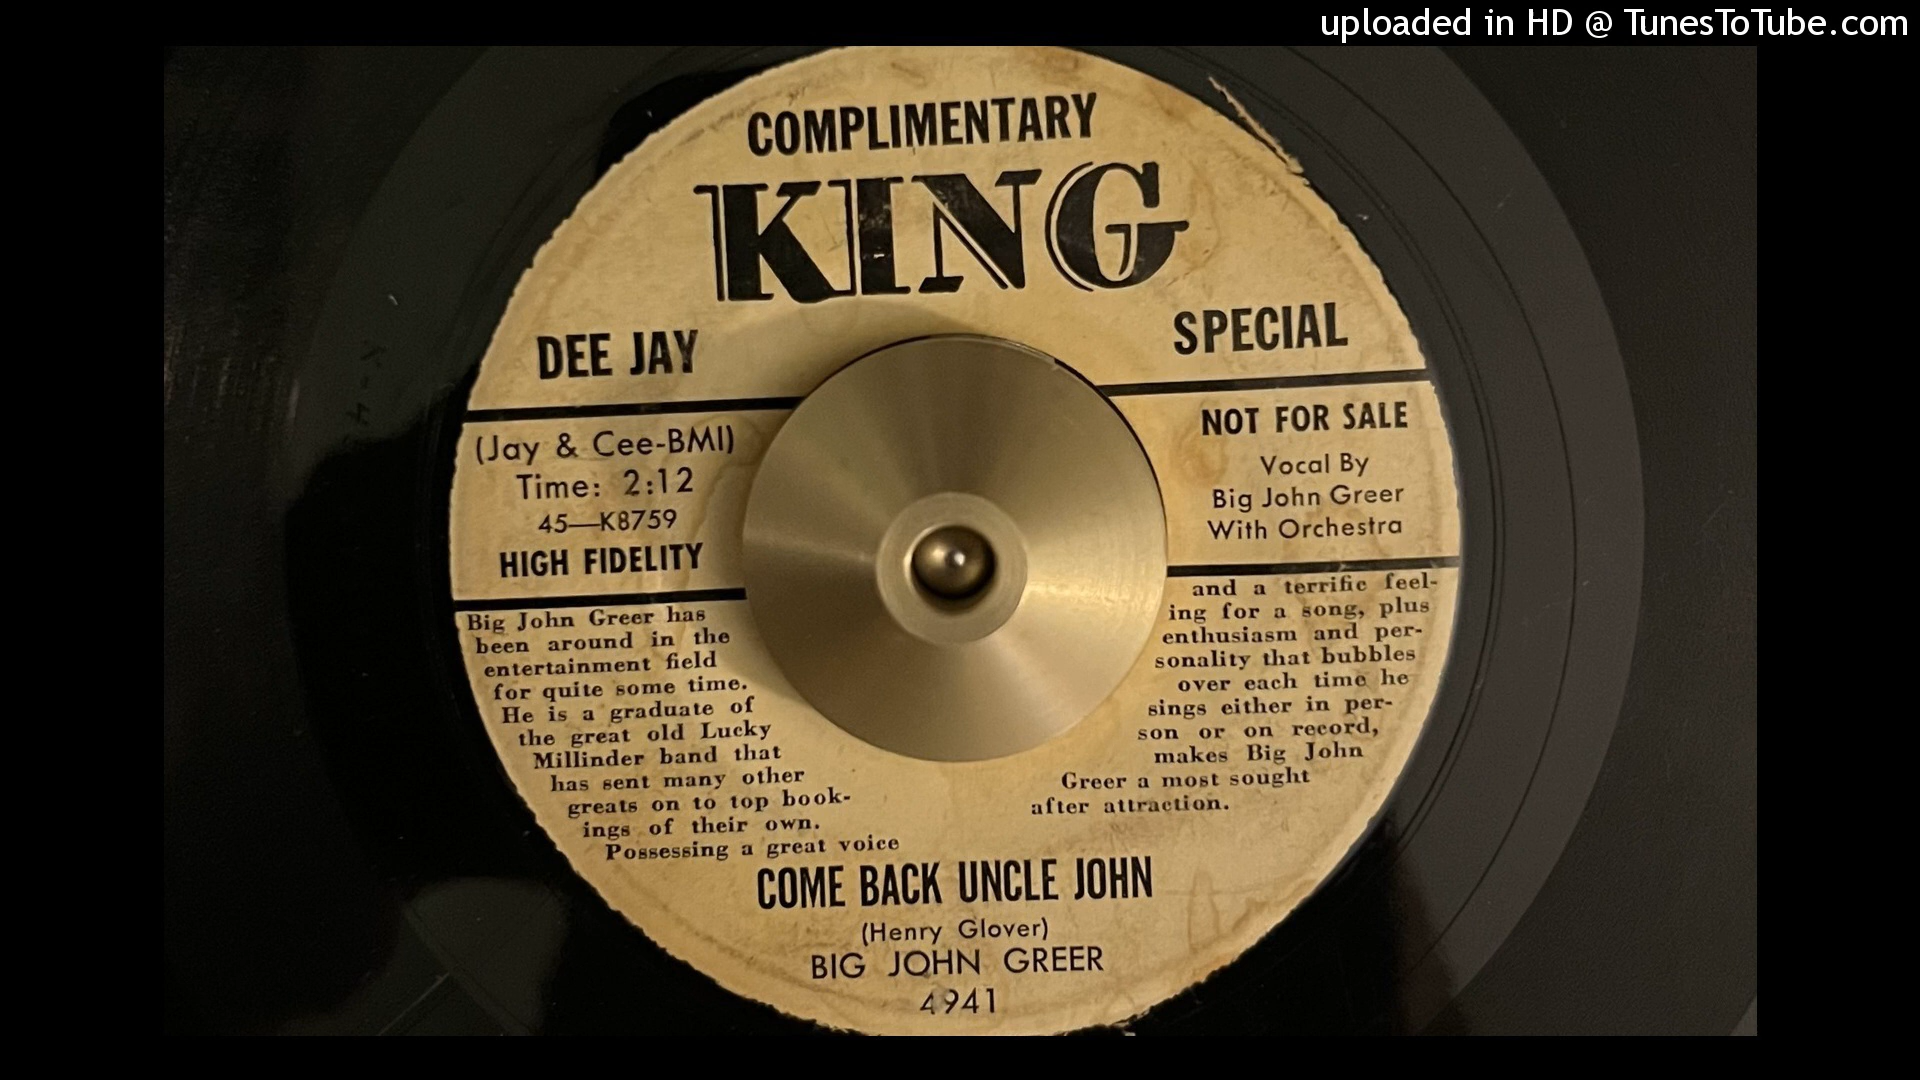 uploaded in HD @ TunesToTube.com
COMPLIMENTARY
KING
DEE JAY
SPECIAL
(Jay & Cee-BMI)
Time: 2:12
45—K8759
HIGH FIDELITY
NOT FOR SALE
Vocal By
Big John Greer
With Orchestra
Big John Greer has
been around in the
entertainment field
for quite some time.
He is a graduate of
the great old Lucky
Millinder band that
has sent many other
greats on to top book-
ings of their own.
Possessing a great voice
and a terrific feel-
ing for a song, plus
enthusiasm and per-
sonality that bubbles
over each time he
sings either in per-
son or on record,
makes Big John
Greer a most sought
after attraction.
COME BACK UNCLE JOHN
(Henry Glover)
BIG JOHN GREER
4941